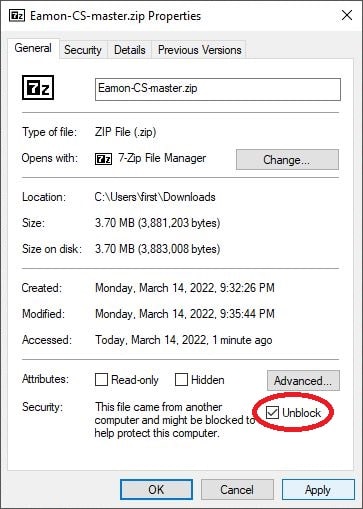 Eamon-CS-master.zip Properties
General Security Details Previous Versions
7z Eamon-CS-master.zip
Type of file: ZIP File (.zip)
Opens with: 7z 7-Zip File Manager Change...
Location: C:\Users\first\Downloads
Size: 3.70 MB (3,881,203 bytes)
Size on disk: 3.70 MB (3,883,008 bytes)
Created: Monday, March 14, 2022, 9:32:26 PM
Modified: Monday, March 14, 2022, 9:35:44 PM
Accessed: Today, March 14, 2022, 1 minute ago
Attributes: Read-only Hidden Advanced...
Security: This file came from another
computer and might be blocked to Unblock
help protect this computer.
OK Cancel Apply